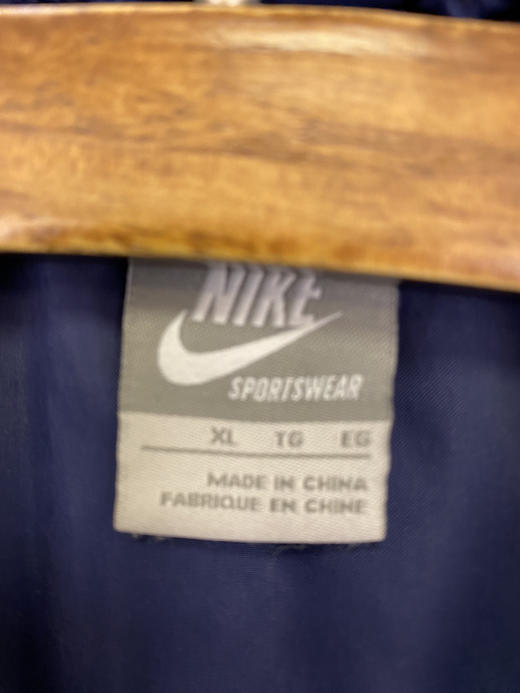 NIKE
SPORTSWEAR
XL TG EG
MADE IN CHINA
FABRIQUE EN CHINE